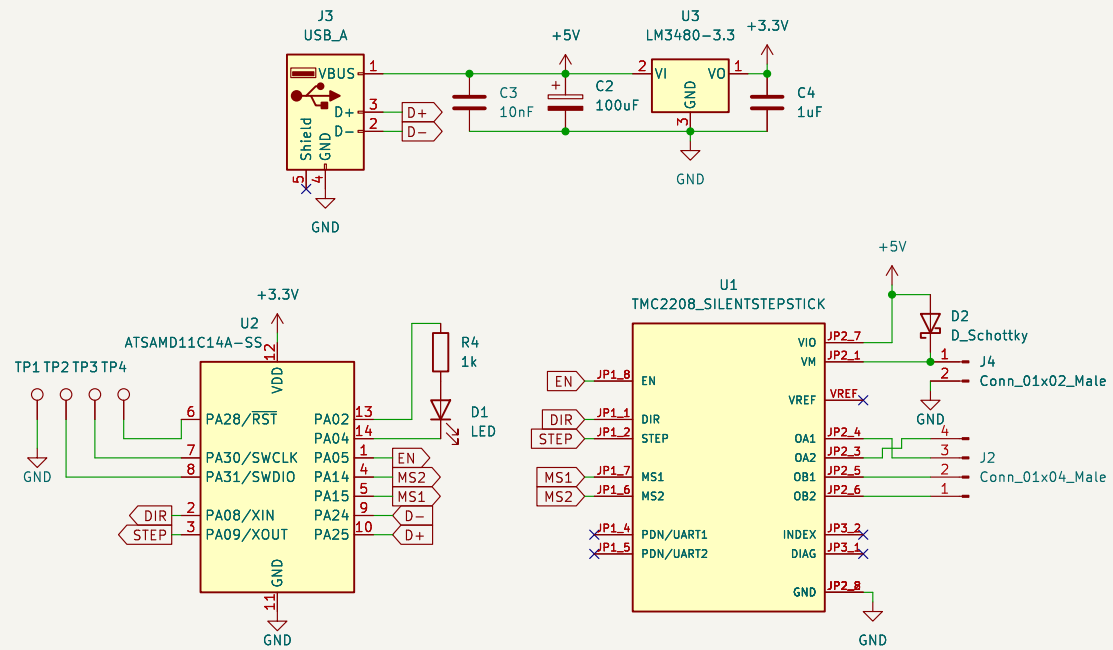 J3
USB_A
VBUS
1
D+
3
D+
D-
2
D-
Shield
GND
5
4
GND
C3
10nF
+5V
+
C2
100uF
U3
LM3480-3.3
2
VI
VO
1
GND
3
GND
+3.3V
C4
1uF
+3.3V
U2
ATSAMD11C14A-SS
12
VDD
TP1
TP2
TP3
TP4
GND
6
PA28/RST
7
PA30/SWCLK
8
PA31/SWDIO
DIR
2
PA08/XIN
STEP
3
PA09/XOUT
PA02
13
PA04
14
PA05
1
EN
PA14
4
MS2
PA15
5
MS1
PA24
9
D-
PA25
10
D+
GND
11
GND
R4
1k
D1
LED
U1
TMC2208_SILENTSTEPSTICK
EN
JP1_8
EN
DIR
JP1_1
DIR
STEP
JP1_2
STEP
MS1
JP1_7
MS1
MS2
JP1_6
MS2
JP1_4
PDN/UART1
JP1_5
PDN/UART2
VIO
JP2_7
VM
JP2_1
VREF
VREF
OA1
JP2_4
OA2
JP2_3
OB1
JP2_5
OB2
JP2_6
INDEX
JP3_2
DIAG
JP3_1
GND
GND
+5V
D2
D_Schottky
1
J4
2
Conn_01x02_Male
GND
4
3
J2
2
Conn_01x04_Male
1